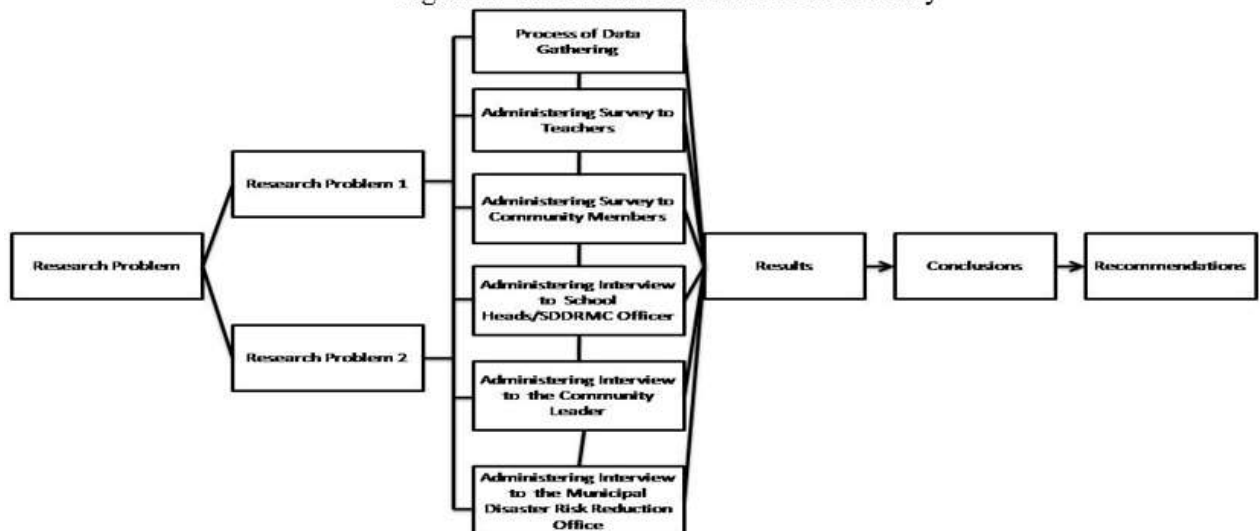 Process of Data
Gathering
Administering Survey to
Teachers
Research Problem 1
Administering Survey to
Community Members
Research Problem
Results
Conclusions
Recommendations
Administering Interview
to School
Heads/SDDRMC Officer
Research Problem 2
Administering Interview
to the Community
Leader
Administering Interview
to the Municipal
Disaster Risk Reduction
Office